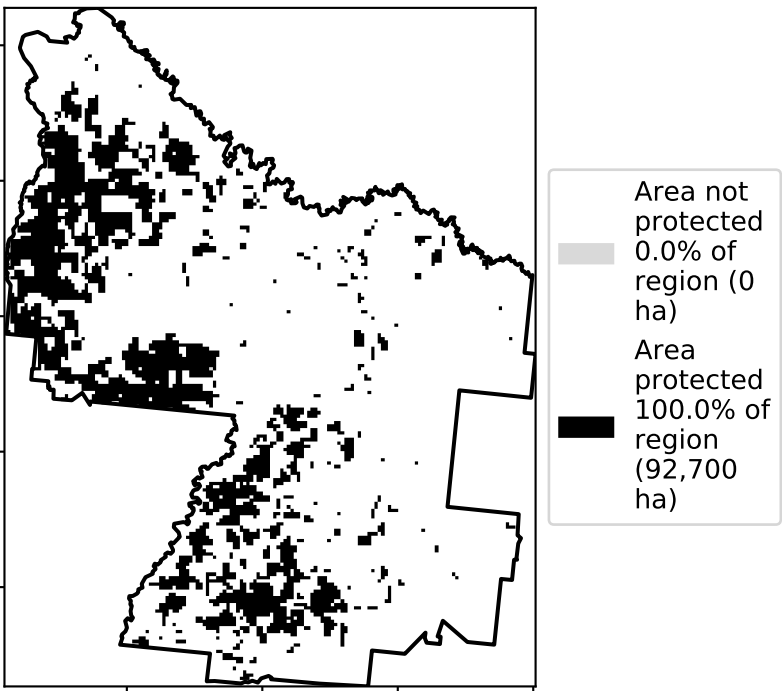 Area not
protected
0.0% of
region (0
ha)
Area
protected
100.0% of
region
(92,700
ha)